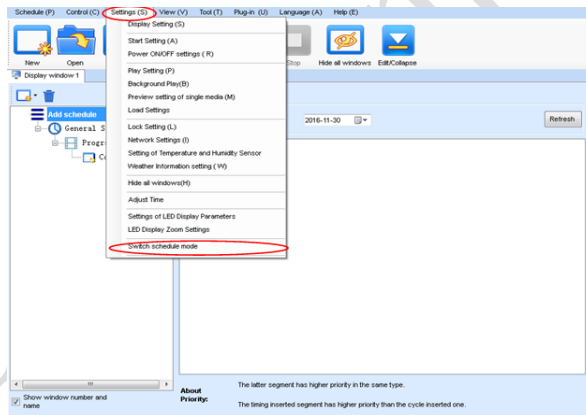 Schedule (P) Control (C) Settings (S) View (V) Tool (T) Plug-in (U) Language (A) Help (E)
Display Setting (S)
Start Setting (A)
Power ON/OFF settings ( R)
Play Setting (P)
Background Play(B)
Preview setting of single media (M)
Load Settings
Lock Setting (L)
Network Settings (I)
Setting of Temperature and Humidity Sensor
Weather Information setting ( W)
Hide all windows(H)
Adjust Time
Settings of LED Display Parameters
LED Display Zoom Settings
Switch schedule mode
New Open Stop Hide all windows Edit/Collapse
Display window 1
Add schedule
General S
Progr
Co
2016-11-30
Refresh
Show window number and
name
About
Priority:
The latter segment has higher priority in the same type.
The timing inserted segment has higher priority than the cycle inserted one.